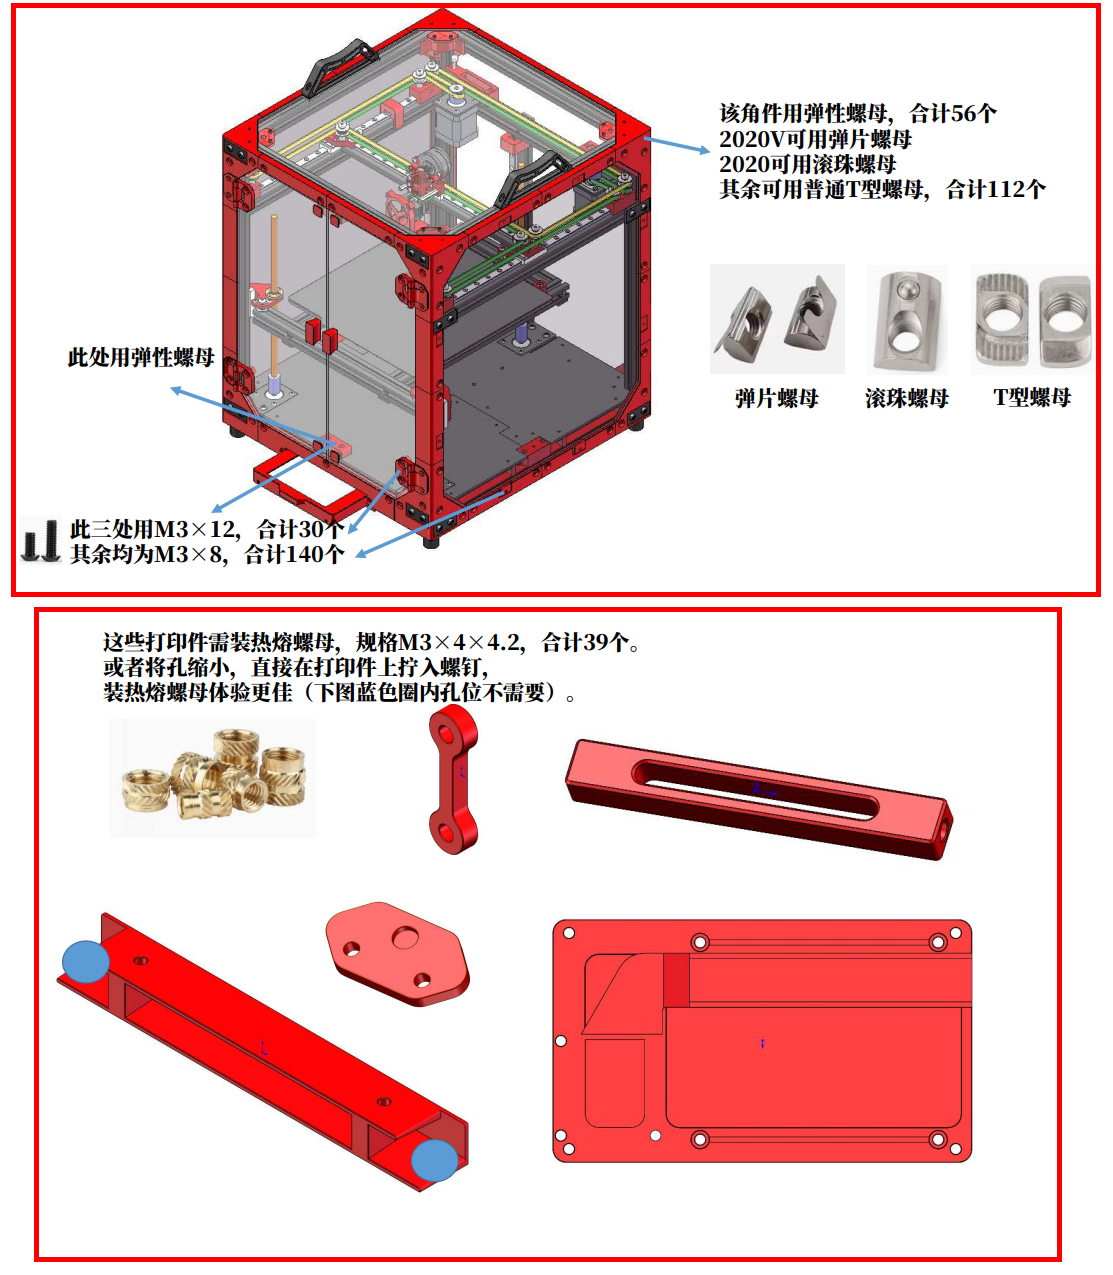 该角件用弹性螺母，合计56个
2020V可用弹片螺母
2020可用滚珠螺母
其余可用普通T型螺母，合计112个
弹片螺母
滚珠螺母
T型螺母
此处用弹性螺母
此三处用M3×12，合计30个
其余均为M3×8，合计140个
这些打印件需装热熔螺母，规格M3×4×4.2，合计39个。
或者将孔缩小，直接在打印件上拧入螺钉，
装热熔螺母体验更佳（下图蓝色圈内孔位不需要）。